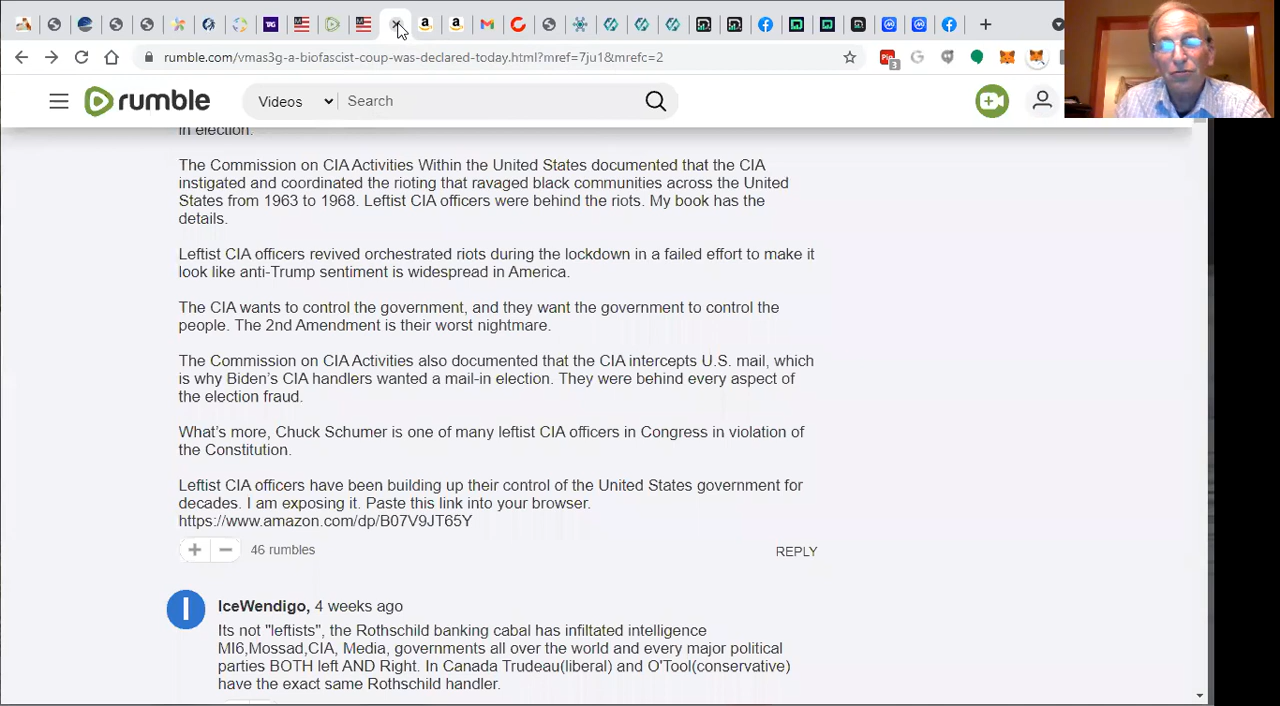 rumble.com/vmas3g-a-biofascist-coup-was-declared-today.html?mref=7ju1&mrefc=2
3
rumble
Videos
Search
in election.
The Commission on CIA Activities Within the United States documented that the CIA
instigated and coordinated the rioting that ravaged black communities across the United
States from 1963 to 1968. Leftist CIA officers were behind the riots. My book has the
details.
Leftist CIA officers revived orchestrated riots during the lockdown in a failed effort to make it
look like anti-Trump sentiment is widespread in America.
The CIA wants to control the government, and they want the government to control the
people. The 2nd Amendment is their worst nightmare.
The Commission on CIA Activities also documented that the CIA intercepts U.S. mail, which
is why Biden’s CIA handlers wanted a mail-in election. They were behind every aspect of
the election fraud.
What’s more, Chuck Schumer is one of many leftist CIA officers in Congress in violation of
the Constitution.
Leftist CIA officers have been building up their control of the United States government for
decades. I am exposing it. Paste this link into your browser.
https://www.amazon.com/dp/B07V9JT65Y
+ − 46 rumbles
REPLY
I
IceWendigo, 4 weeks ago
Its not "leftists", the Rothschild banking cabal has infiltated intelligence
MI6,Mossad,CIA, Media, governments all over the world and every major political
parties BOTH left AND Right. In Canada Trudeau(liberal) and O'Tool(conservative)
have the exact same Rothschild handler.